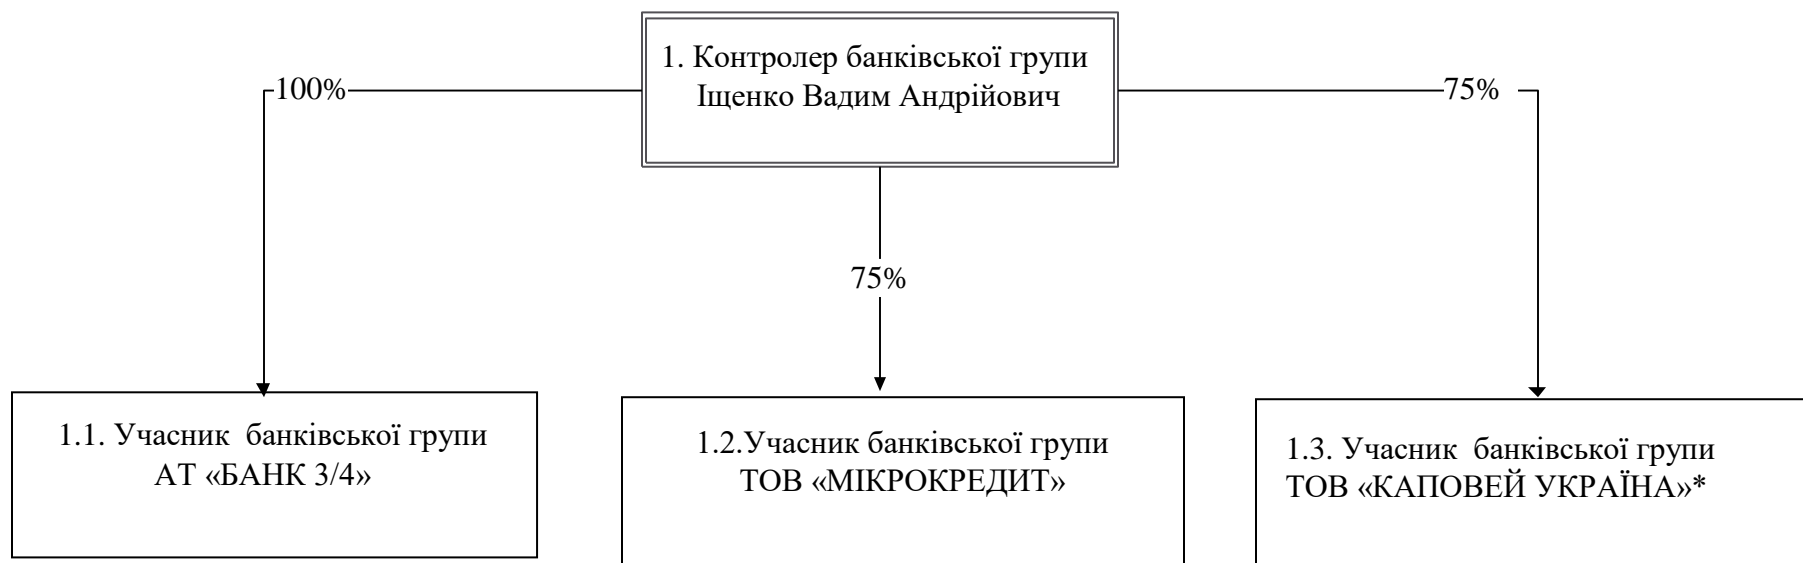 1. Контролер банківської групи
Іщенко Вадим Андрійович
100%
75%
75%
1.1. Учасник банківської групи
АТ «БАНК 3/4»
1.2.Учасник банківської групи
ТОВ «МІКРОКРЕДИТ»
1.3. Учасник банківської групи
ТОВ «КАПОВЕЙ УКРАЇНА»*